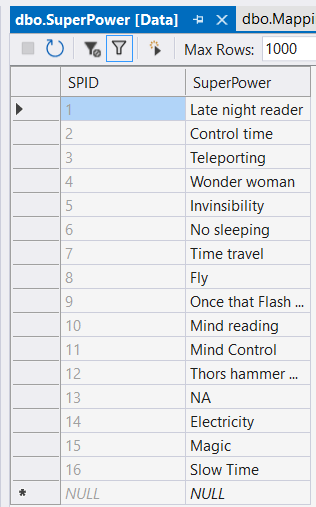 dbo.SuperPower [Data] dbo.Mappi
Max Rows: 1000
SPID SuperPower
1 Late night reader
2 Control time
3 Teleporting
4 Wonder woman
5 Invinsibility
6 No sleeping
7 Time travel
8 Fly
9 Once that Flash ...
10 Mind reading
11 Mind Control
12 Thors hammer ...
13 NA
14 Electricity
15 Magic
16 Slow Time
NULL NULL